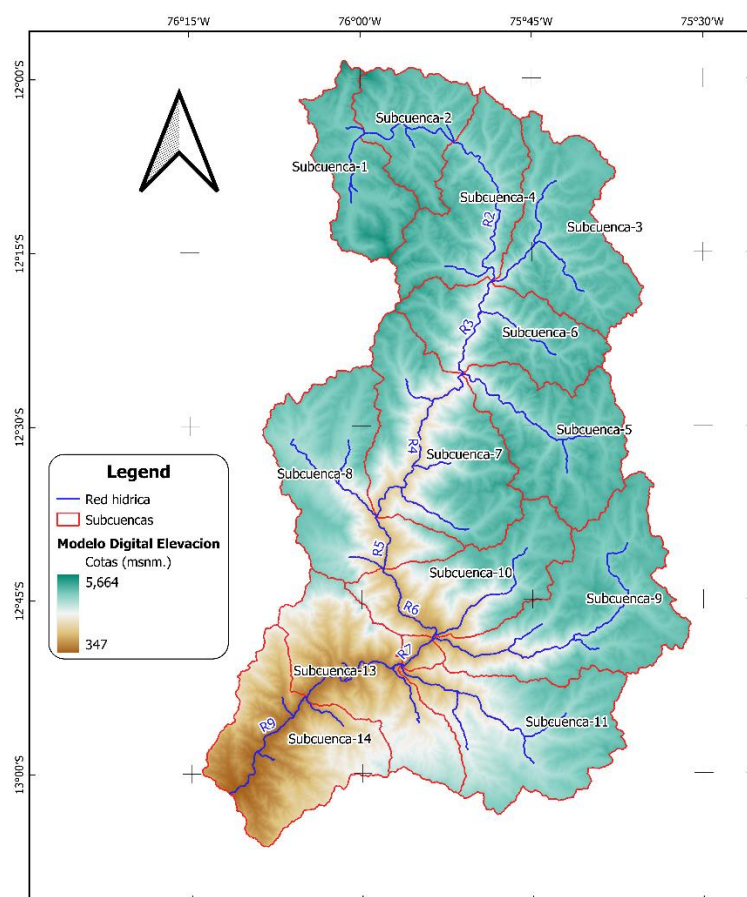 76°15'W 76°00'W 75°45'W 75°30'W
12°00'S
12°15'S
12°30'S
12°45'S
13°00'S
Subcuenca-2
Subcuenca-1
Subcuenca-4
R2
Subcuenca-3
R3
Subcuenca-6
Subcuenca-5
R4
Subcuenca-7
Subcuenca-8
R5
Subcuenca-10
Subcuenca-9
R6
R7
Subcuenca-13
Subcuenca-11
R9
Subcuenca-14
Legend
Red hidrica
Subcuencas
Modelo Digital Elevacion
Cotas (msnm.)
5,664
347